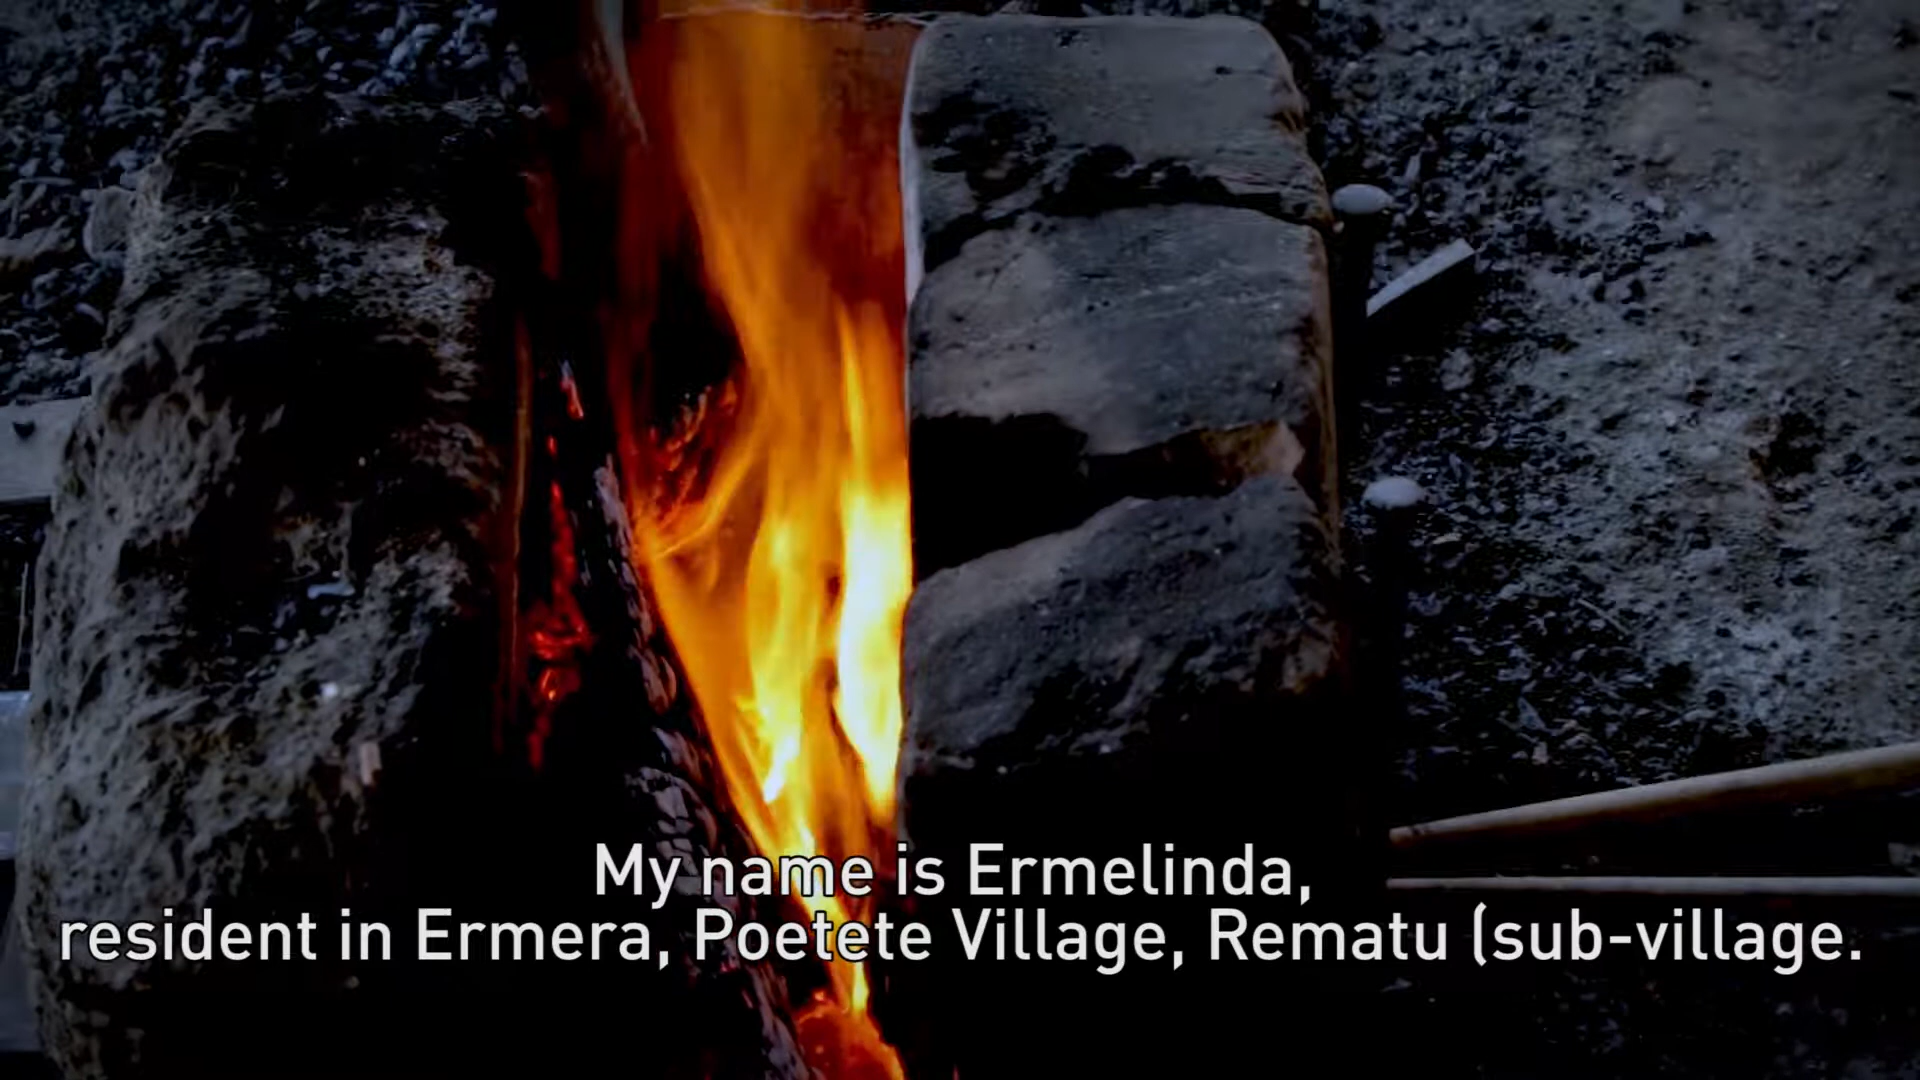 My name is Ermelinda,
resident in Ermera, Poetete Village, Rematu (sub-village.